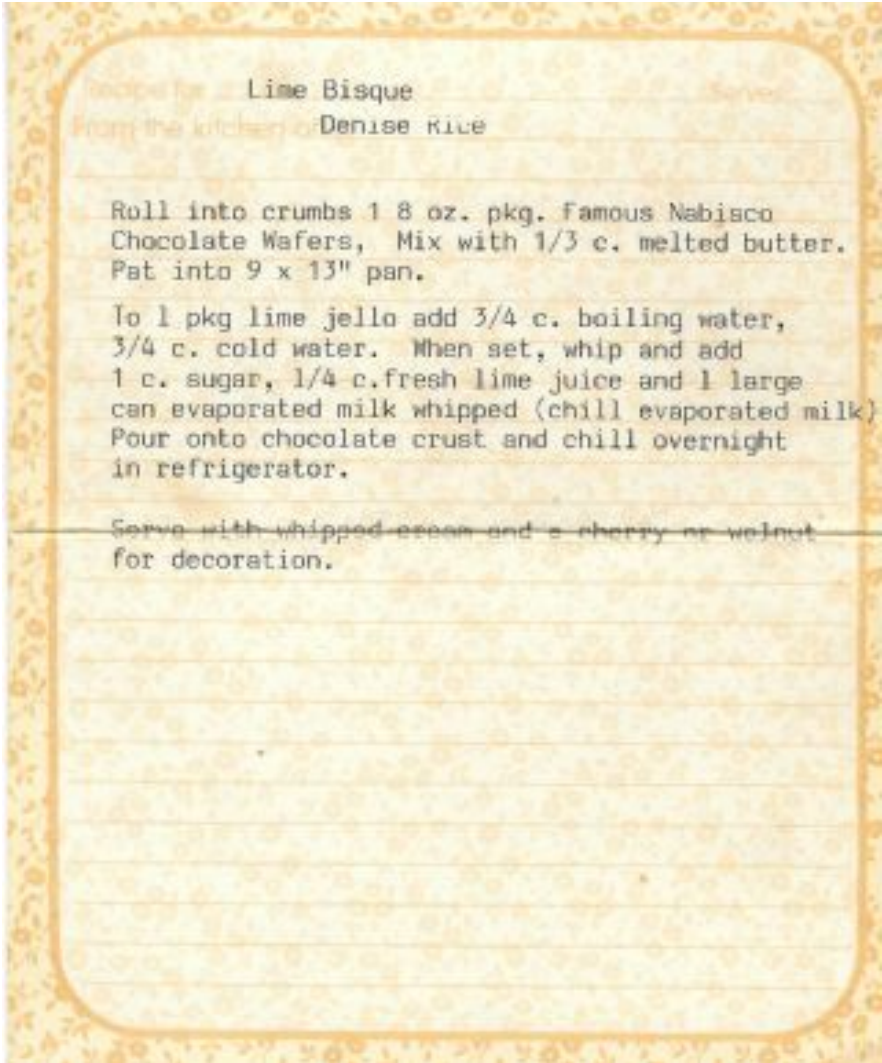 Recipe for Lime Bisque Serves
From the kitchen of Denise Rice
Roll into crumbs 1 8 oz. pkg. Famous Nabisco
Chocolate Wafers, Mix with 1/3 c. melted butter.
Pat into 9 x 13" pan.
To 1 pkg lime jello add 3/4 c. boiling water,
3/4 c. cold water. When set, whip and add
1 c. sugar, 1/4 c.fresh lime juice and 1 large
can evaporated milk whipped (chill evaporated milk)
Pour onto chocolate crust and chill overnight
in refrigerator.
Serve with whipped cream and a cherry or walnut
for decoration.